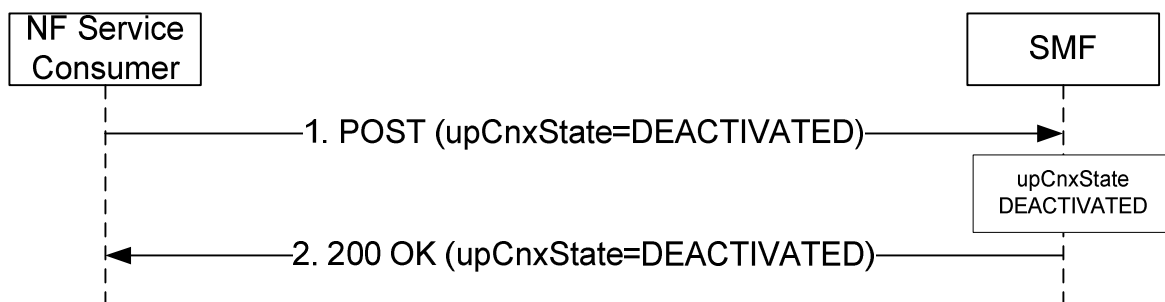 NF Service
Consumer
SMF
1. POST (upCnxState=DEACTIVATED)
upCnxState
DEACTIVATED
2. 200 OK (upCnxState=DEACTIVATED)